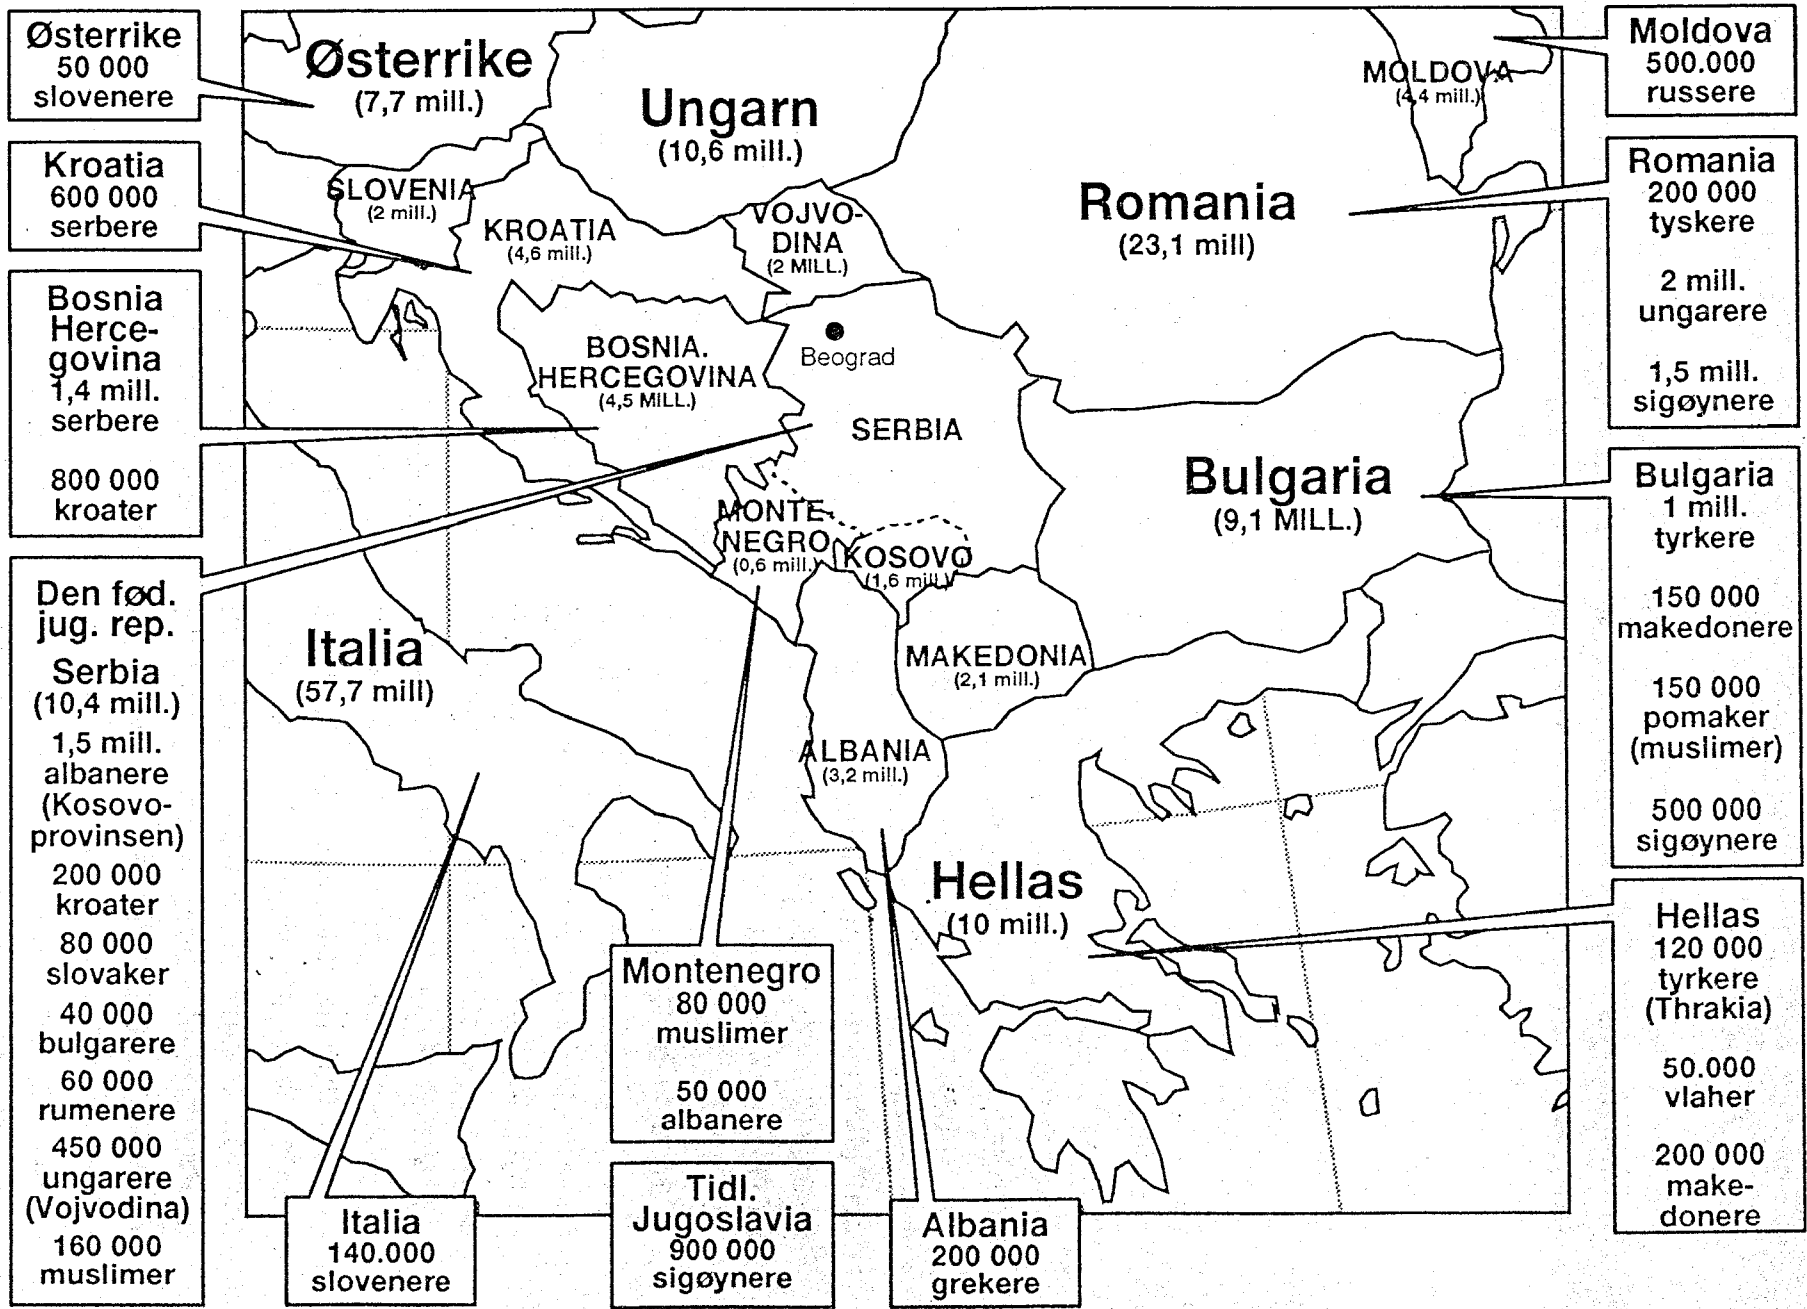 Østerrike
50 000
slovenere
Kroatia
600 000
serbere
Bosnia
Herce-
govina
1,4 mill.
serbere
800 000
kroater
Den fød.
jug. rep.
Serbia
(10,4 mill.)
1,5 mill.
albanere
(Kosovo-
provinsen)
200 000
kroater
80 000
slovaker
40 000
bulgarere
60 000
rumenere
450 000
ungarere
(Vojvodina)
160 000
muslimer
Østerrike
(7,7 mill.)
Ungarn
(10,6 mill.)
MOLDOVA
(4,4 mill.)
SLOVENIA
(2 mill.)
KROATIA
(4,6 mill.)
VOJVO-
DINA
(2 MILL.)
Romania
(23,1 mill)
BOSNIA.
HERCEGOVINA
(4,5 MILL.)
Beograd
SERBIA
Bulgaria
(9,1 MILL.)
MONTE
NEGRO
(0,6 mill.)
KOSOVO
(1,6 mill.)
Italia
(57,7 mill)
MAKEDONIA
(2,1 mill.)
ALBANIA
(3,2 mill.)
Hellas
(10 mill.)
Montenegro
80 000
muslimer
50 000
albanere
Italia
140.000
slovenere
Tidl.
Jugoslavia
900 000
sigøynere
Albania
200 000
grekere
Moldova
500.000
russere
Romania
200 000
tyskere
2 mill.
ungarere
1,5 mill.
sigøynere
Bulgaria
1 mill.
tyrkere
150 000
makedonere
150 000
pomaker
(muslimer)
500 000
sigøynere
Hellas
120 000
tyrkere
(Thrakia)
50.000
vlaher
200 000
make-
donere